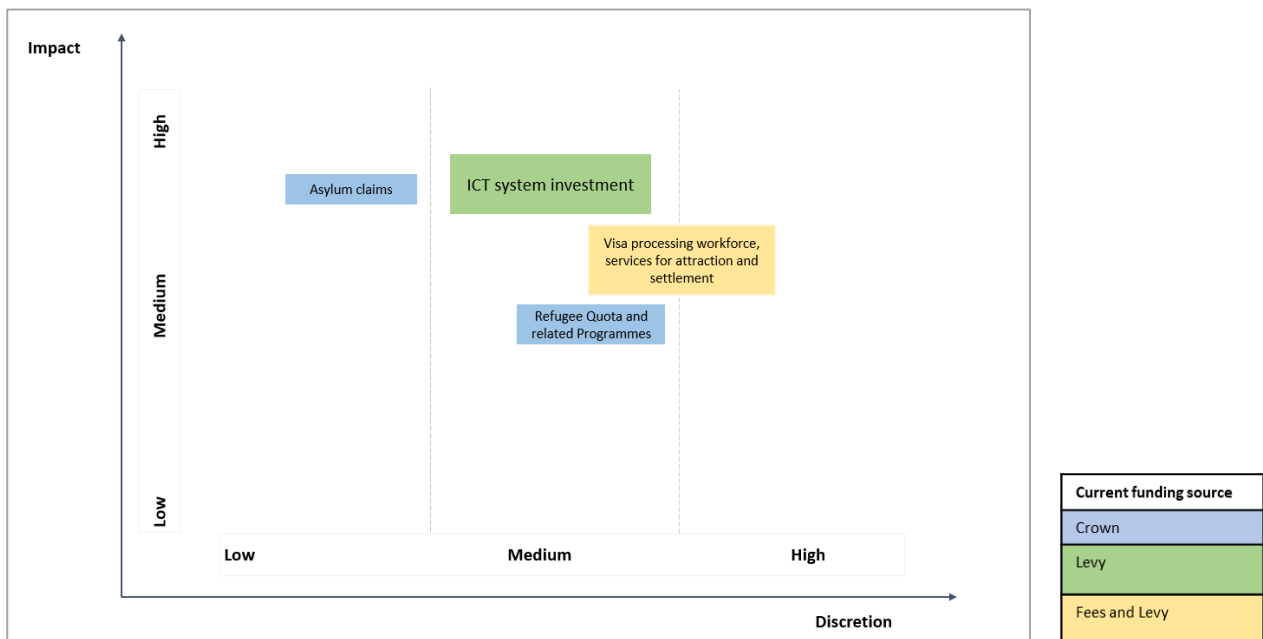 Impact
High
Medium
Low
Asylum claims
ICT system investment
Visa processing workforce,
services for attraction and
settlement
Refugee Quota and
related Programmes
Low
Medium
High
Discretion
Current funding source
Crown
Levy
Fees and Levy